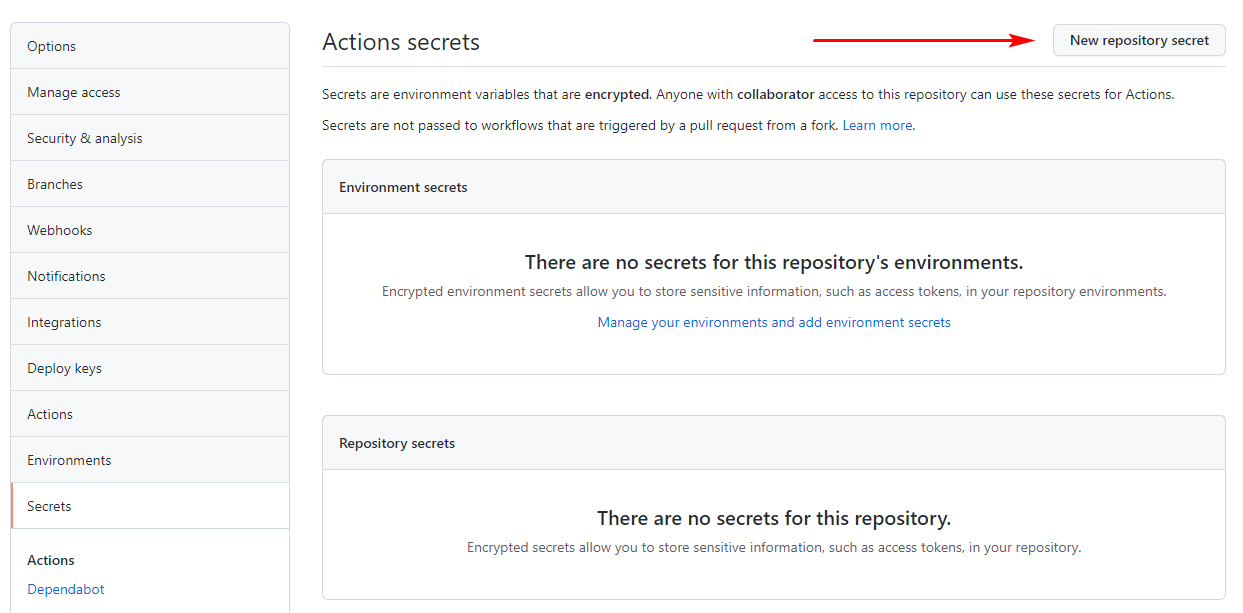 Options
Manage access
Security & analysis
Branches
Webhooks
Notifications
Integrations
Deploy keys
Actions
Environments
Secrets
Actions
Dependabot
Actions secrets
New repository secret
Secrets are environment variables that are encrypted. Anyone with collaborator access to this repository can use these secrets for Actions.
Secrets are not passed to workflows that are triggered by a pull request from a fork. Learn more.
Environment secrets
There are no secrets for this repository's environments.
Encrypted environment secrets allow you to store sensitive information, such as access tokens, in your repository environments.
Manage your environments and add environment secrets
Repository secrets
There are no secrets for this repository.
Encrypted secrets allow you to store sensitive information, such as access tokens, in your repository.